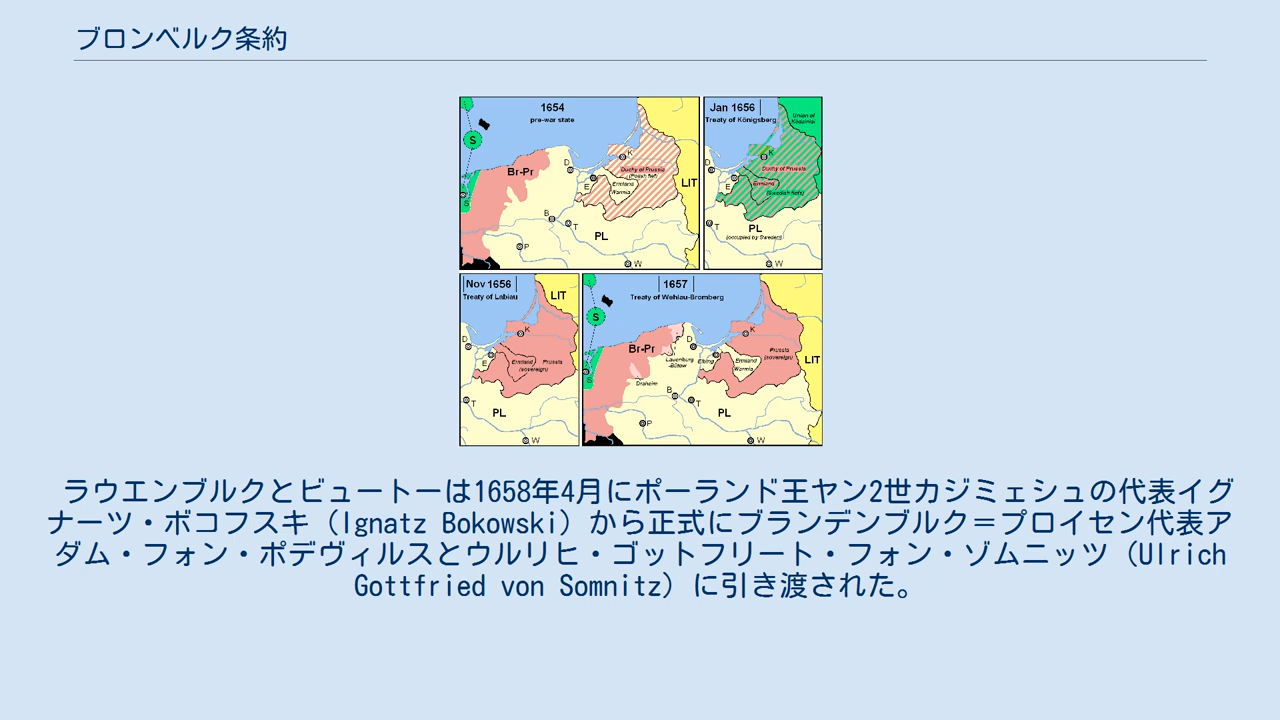 ブロンベルク条約
1654
pre-war state
S
S
Br-Pr
D
K
Duchy of Prussia
(Polish fief)
E
Ermland
Warmia
LIT
B
T
PL
P
W
Jan 1656
Treaty of Königsberg
Union of
Kėdainiai
K
D
Duchy of Prussia
E
Ermland
(Swedish fiefs)
T
PL
(occupied by Sweden)
W
Nov 1656
Treaty of Labiau
LIT
K
D
E
Ermland
Prussia
(sovereign)
T
PL
W
1657
Treaty of Wehlau-Bromberg
S
S
Br-Pr
D
K
Lauenburg-
Bütow
Elbing
Ermland
Warmia
Prussia
(sovereign)
LIT
Draheim
B
T
PL
P
W
ラウエンブルクとビュートーは1658年4月にポーランド王ヤン2世カジミェシュの代表イグ
ナーツ・ボコフスキ（Ignatz Bokowski）から正式にブランデンブルク＝プロイセン代表ア
ダム・フォン・ポデヴィルスとウルリヒ・ゴットフリート・フォン・ゾムニッツ（Ulrich
Gottfried von Somnitz）に引き渡された。